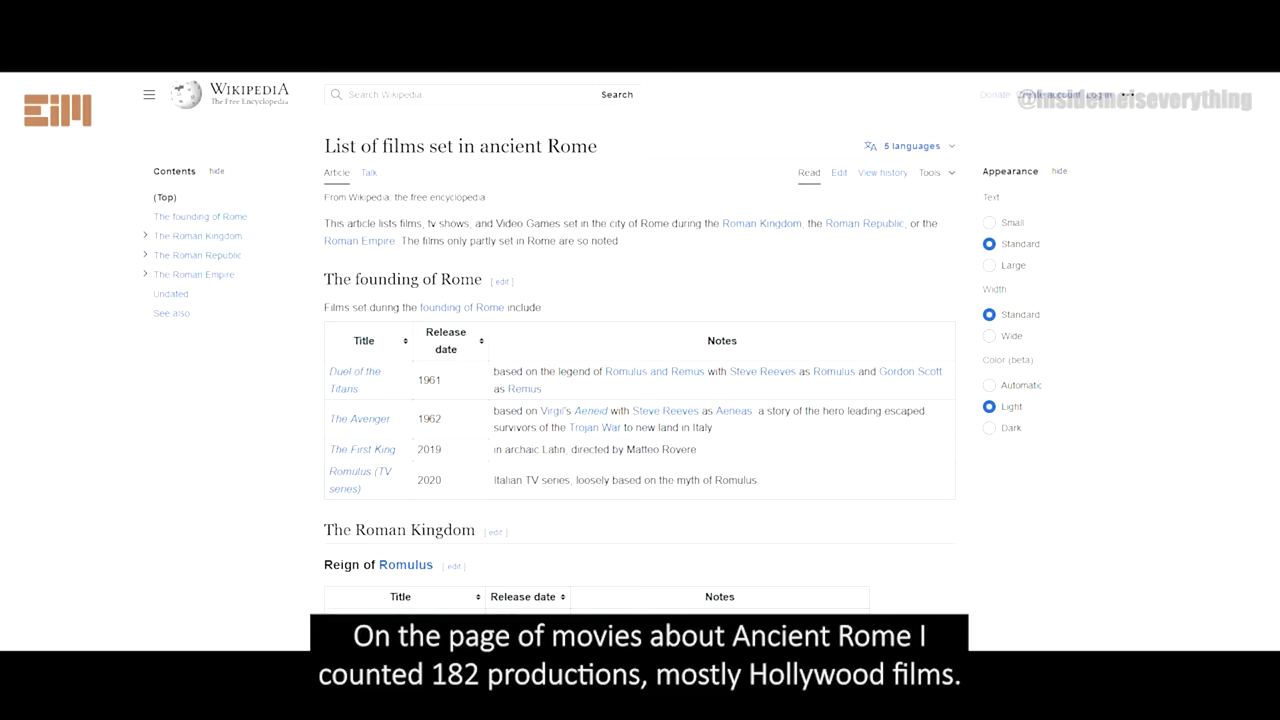 EiM
WIKIPEDIA
The Free Encyclopedia
Search Wikipedia
Search
Donate Create account Log in
@insidemeiseverything
List of films set in ancient Rome
5 languages
Contents hide
(Top)
The founding of Rome
The Roman Kingdom
The Roman Republic
The Roman Empire
Undated
See also
Article Talk
Read Edit View history Tools
From Wikipedia, the free encyclopedia
This article lists films, tv shows, and Video Games set in the city of Rome during the Roman Kingdom, the Roman Republic, or the
Roman Empire. The films only partly set in Rome are so noted
The founding of Rome [edit]
Films set during the founding of Rome include
Title
Release
date
Notes
Duel of the
Titans
1961
based on the legend of Romulus and Remus with Steve Reeves as Romulus and Gordon Scott
as Remus
The Avenger
1962
based on Virgil's Aeneid with Steve Reeves as Aeneas a story of the hero leading escaped
survivors of the Trojan War to new land in Italy
The First King
2019
in archaic Latin, directed by Matteo Rovere
Romulus (TV
series)
2020
Italian TV series, loosely based on the myth of Romulus
The Roman Kingdom [edit]
Reign of Romulus [edit]
Title Release date Notes
Appearance hide
Text
Small
Standard
Large
Width
Standard
Wide
Color (beta)
Automatic
Light
Dark
On the page of movies about Ancient Rome I
counted 182 productions, mostly Hollywood films.